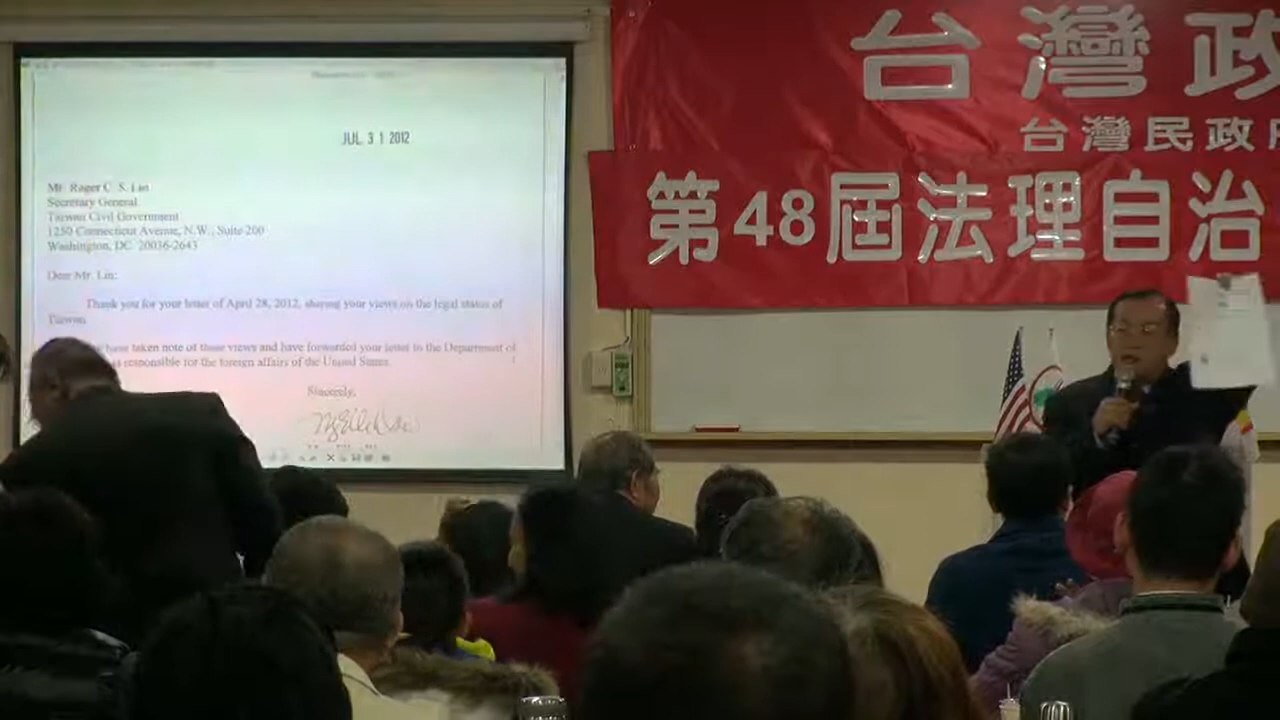 JUL 3 1 2012
Mr. Roger C. S. Lin
Secretary General
Taiwan Civil Government
1250 Connecticut Avenue, N.W., Suite 200
Washington, DC 20036-2643
Dear Mr. Lin:
Thank you for your letter of April 28, 2012, sharing your views on the legal status of
Taiwan.
have taken note of those views and have forwarded your letter to the Department of
is responsible for the foreign affairs of the United States.
Sincerely,
台灣政
台灣民政府
第48屆法理自治